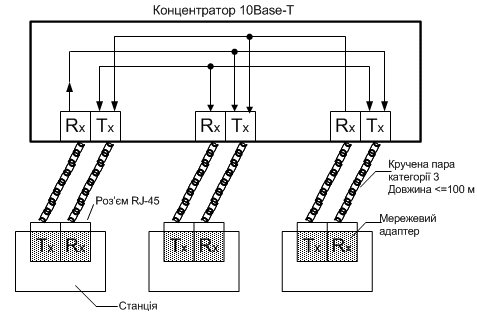 Концентратор 10Base-T
Rx Tx Rx Tx Rx Tx
Кручена пара
категорії 3
Довжина <=100 м
Роз'єм RJ-45
Мережевий
адаптер
Tx Rx Tx Rx Tx Rx
Станція